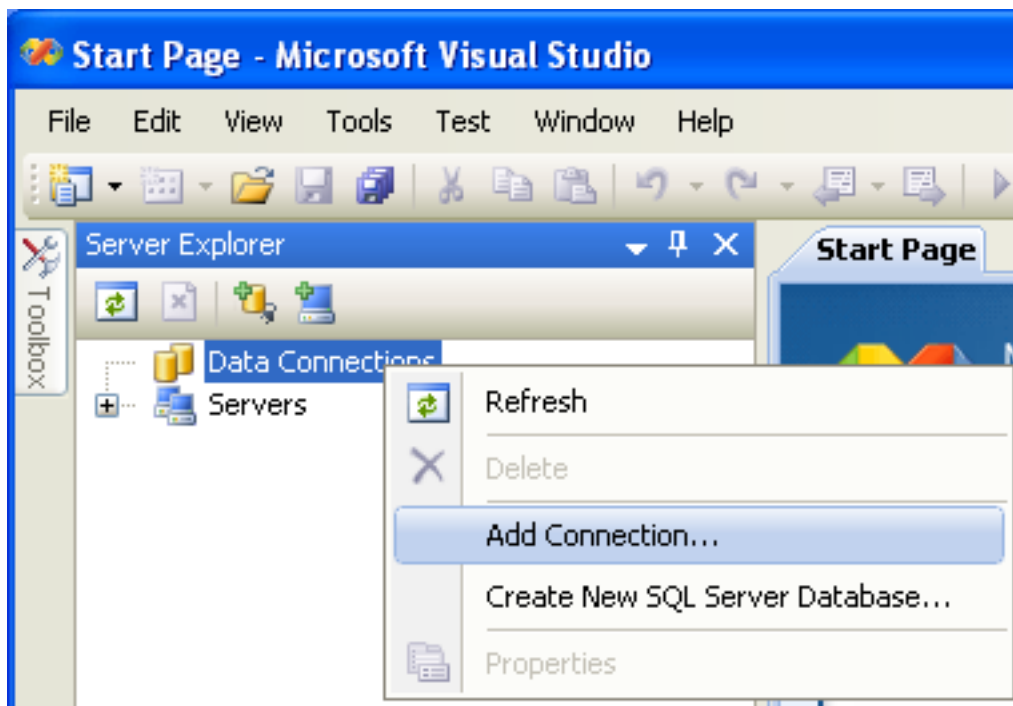 Start Page - Microsoft Visual Studio
File Edit View Tools Test Window Help
Server Explorer
Start Page
Toolbox
Data Connections
Servers
Refresh
Delete
Add Connection...
Create New SQL Server Database...
Properties